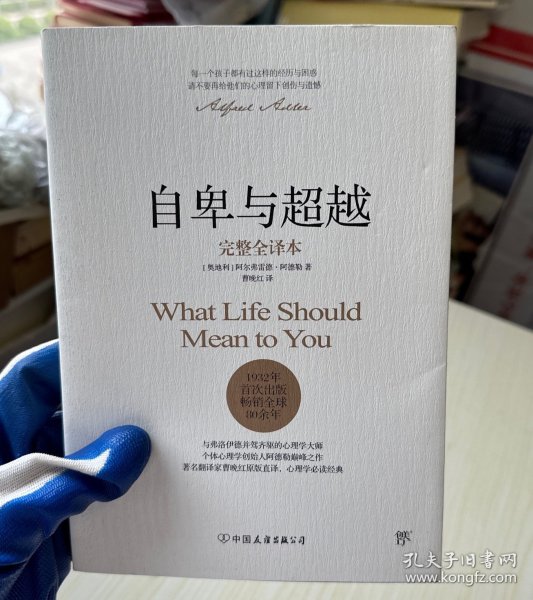 每一个孩子都有过这样的经历与困惑
请不要再给他们的心理留下创伤与遗憾
Alfred Adler
自卑与超越
完整全译本
[奥地利]阿尔弗雷德·阿德勒 著
曹晚红 译
What Life Should
Mean to You
1932年
首次出版
畅销全球
80余年
与弗洛伊德并驾齐驱的心理学大师
个体心理学创始人阿德勒巅峰之作
著名翻译家曹晚红原版直译,心理学必读经典
中国友谊出版公司
孔夫子旧书网
www.kongfz.com